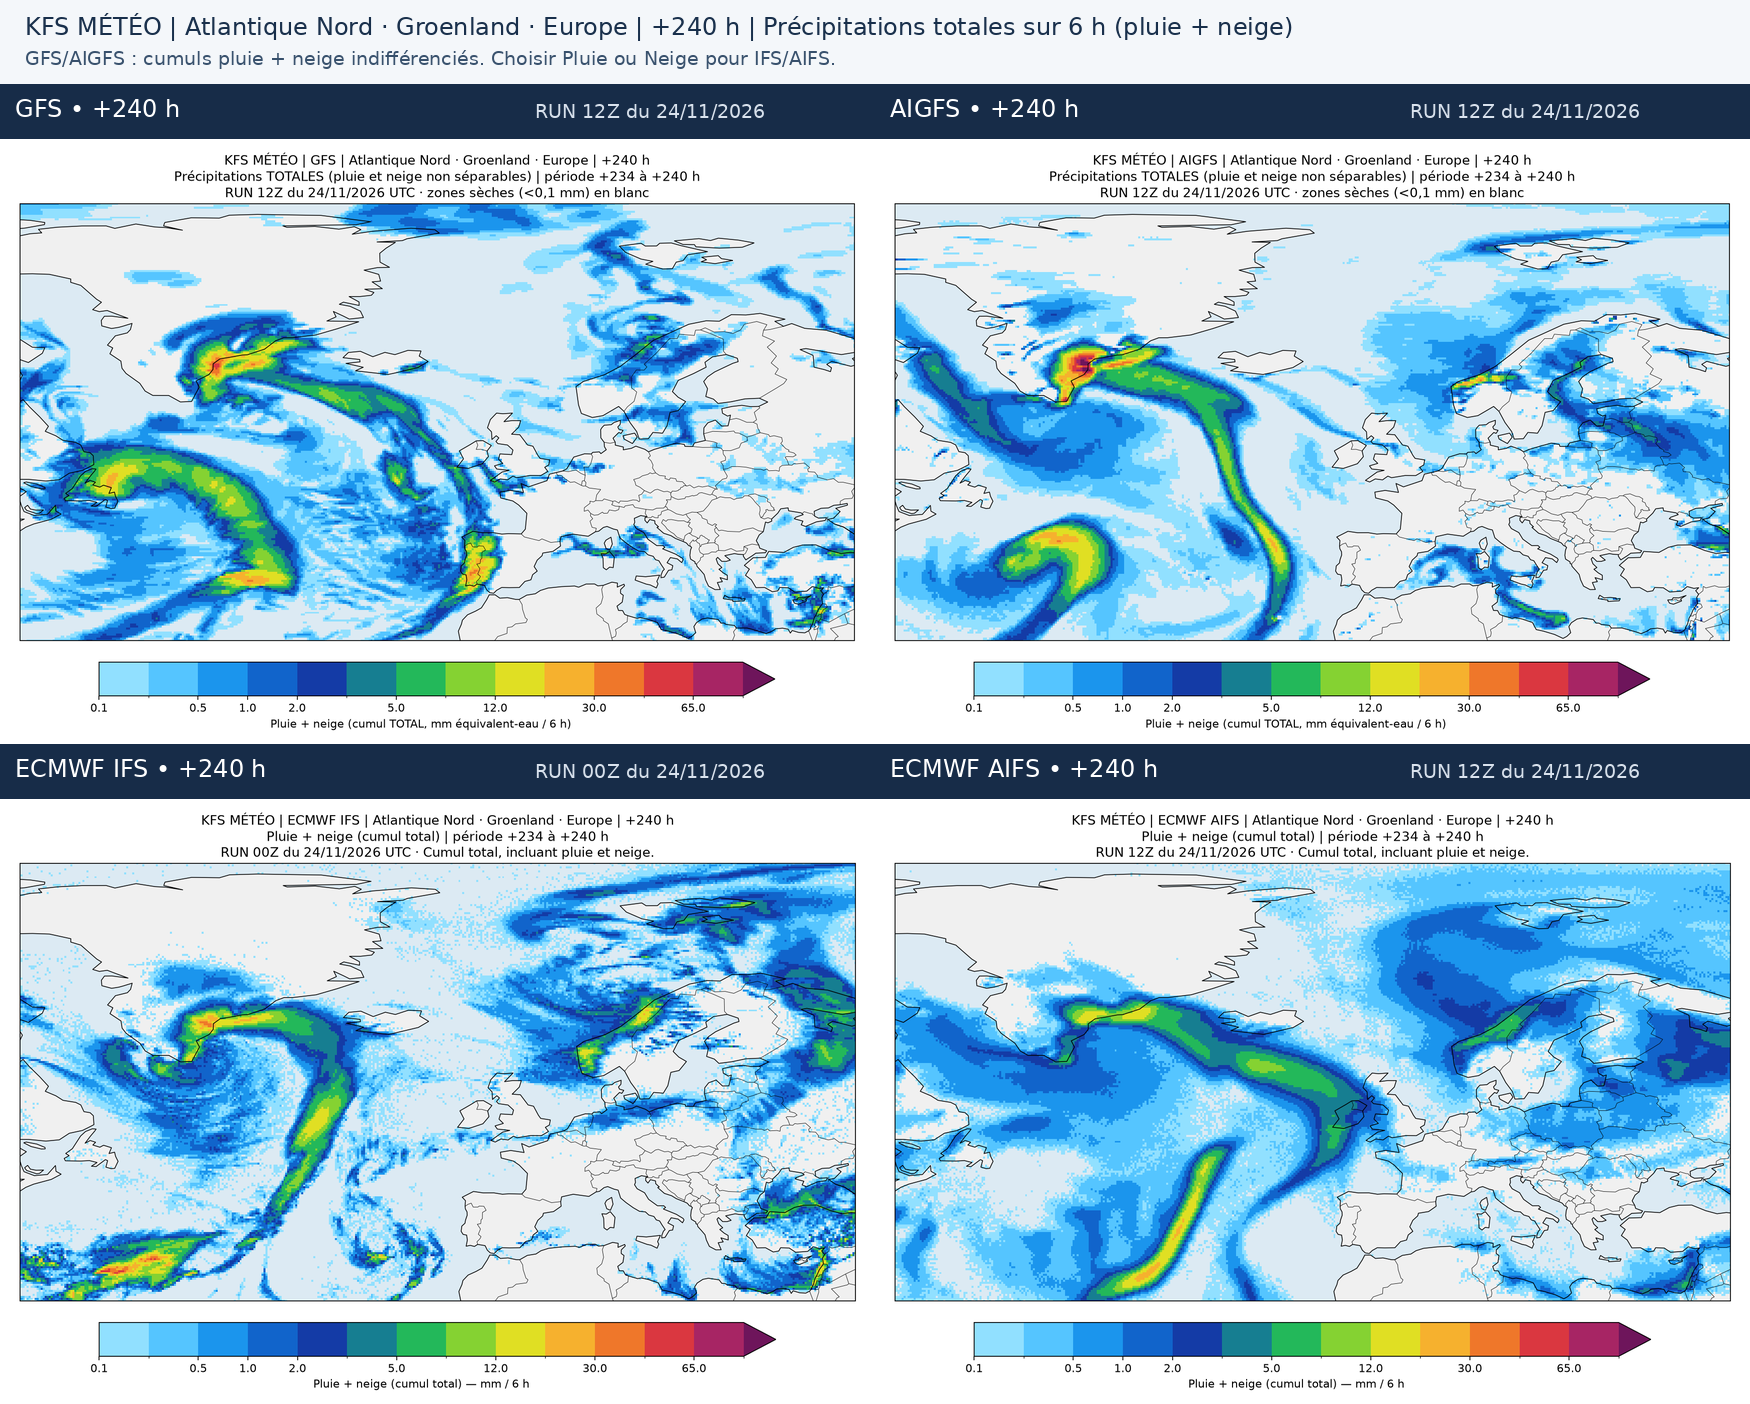 KFS MÉTÉO | Atlantique Nord · Groenland · Europe | +240 h | Précipitations totales sur 6 h (pluie + neige)
GFS/AIGFS : cumuls pluie + neige indifférenciés. Choisir Pluie ou Neige pour IFS/AIFS.
GFS • +240 h
RUN 12Z du 24/11/2026
AIGFS • +240 h
RUN 12Z du 24/11/2026
KFS MÉTÉO | GFS | Atlantique Nord · Groenland · Europe | +240 h
Précipitations TOTALES (pluie et neige non séparables) | période +234 à +240 h
RUN 12Z du 24/11/2026 UTC · zones sèches (<0,1 mm) en blanc
KFS MÉTÉO | AIGFS | Atlantique Nord · Groenland · Europe | +240 h
Précipitations TOTALES (pluie et neige non séparables) | période +234 à +240 h
RUN 12Z du 24/11/2026 UTC · zones sèches (<0,1 mm) en blanc
0.1 0.5 1.0 2.0 5.0 12.0 30.0 65.0
Pluie + neige (cumul TOTAL, mm équivalent-eau / 6 h)
0.1 0.5 1.0 2.0 5.0 12.0 30.0 65.0
Pluie + neige (cumul TOTAL, mm équivalent-eau / 6 h)
ECMWF IFS • +240 h
RUN 00Z du 24/11/2026
ECMWF AIFS • +240 h
RUN 12Z du 24/11/2026
KFS MÉTÉO | ECMWF IFS | Atlantique Nord · Groenland · Europe | +240 h
Pluie + neige (cumul total) | période +234 à +240 h
RUN 00Z du 24/11/2026 UTC · Cumul total, incluant pluie et neige.
KFS MÉTÉO | ECMWF AIFS | Atlantique Nord · Groenland · Europe | +240 h
Pluie + neige (cumul total) | période +234 à +240 h
RUN 12Z du 24/11/2026 UTC · Cumul total, incluant pluie et neige.
0.1 0.5 1.0 2.0 5.0 12.0 30.0 65.0
Pluie + neige (cumul total) — mm / 6 h
0.1 0.5 1.0 2.0 5.0 12.0 30.0 65.0
Pluie + neige (cumul total) — mm / 6 h